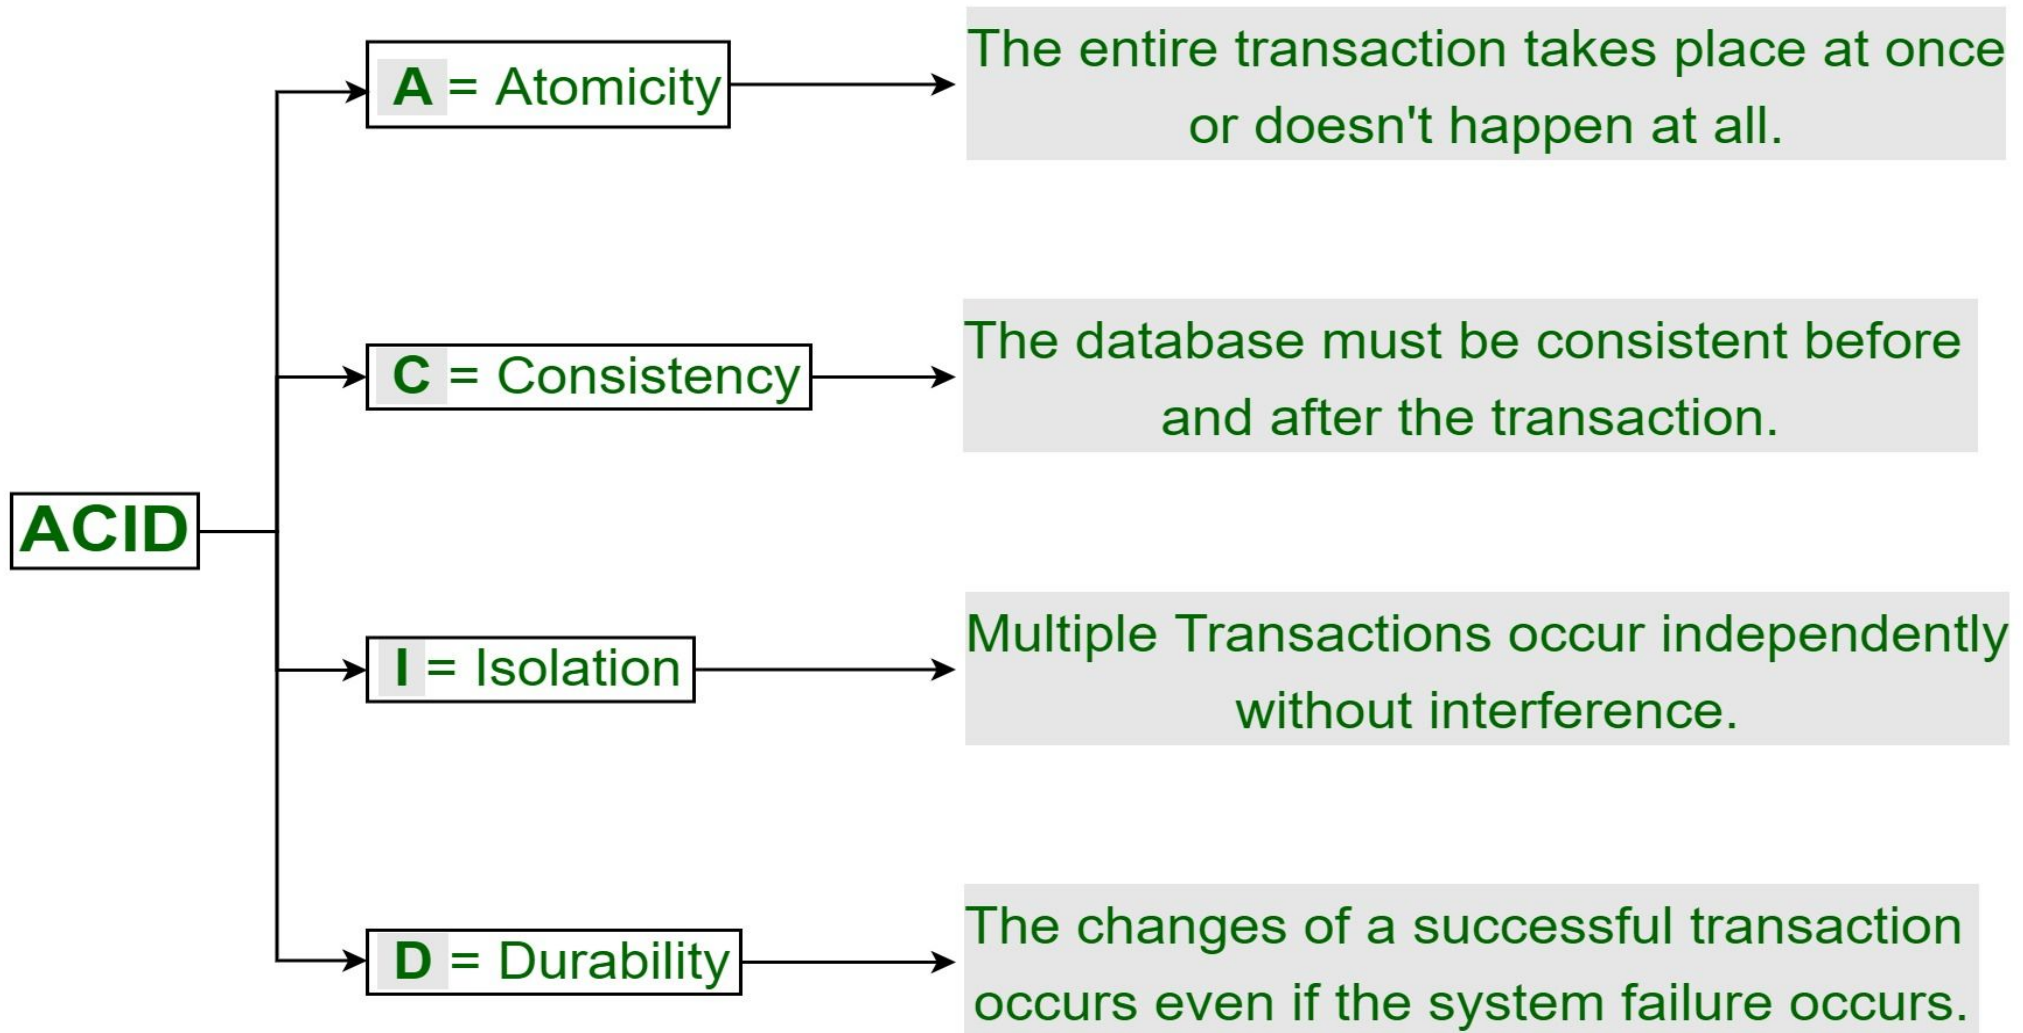 ACID
A = Atomicity
The entire transaction takes place at once
or doesn't happen at all.
C = Consistency
The database must be consistent before
and after the transaction.
I = Isolation
Multiple Transactions occur independently
without interference.
D = Durability
The changes of a successful transaction
occurs even if the system failure occurs.